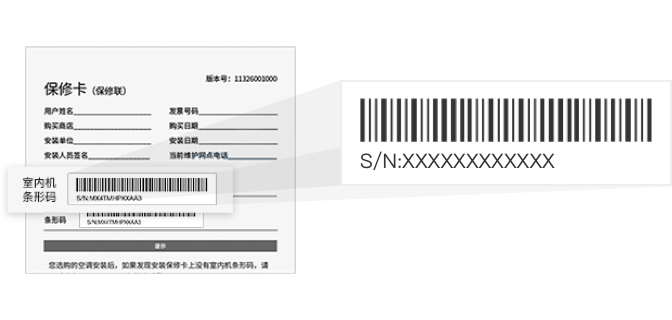 版本号：11326001000
保修卡（保修联）
用户姓名 发票号码
购买商店 购买日期
安装单位 安装日期
安装人员签名 当前维护网点电话
室内机
条形码
S/N:MX4TMHPXXAA3
条形码
S/N:MX4TMHPXXAA3
提示
您选购的空调安装后，如果发现安装保修卡上没有室内机条形码，请
S/N:XXXXXXXXXXXX